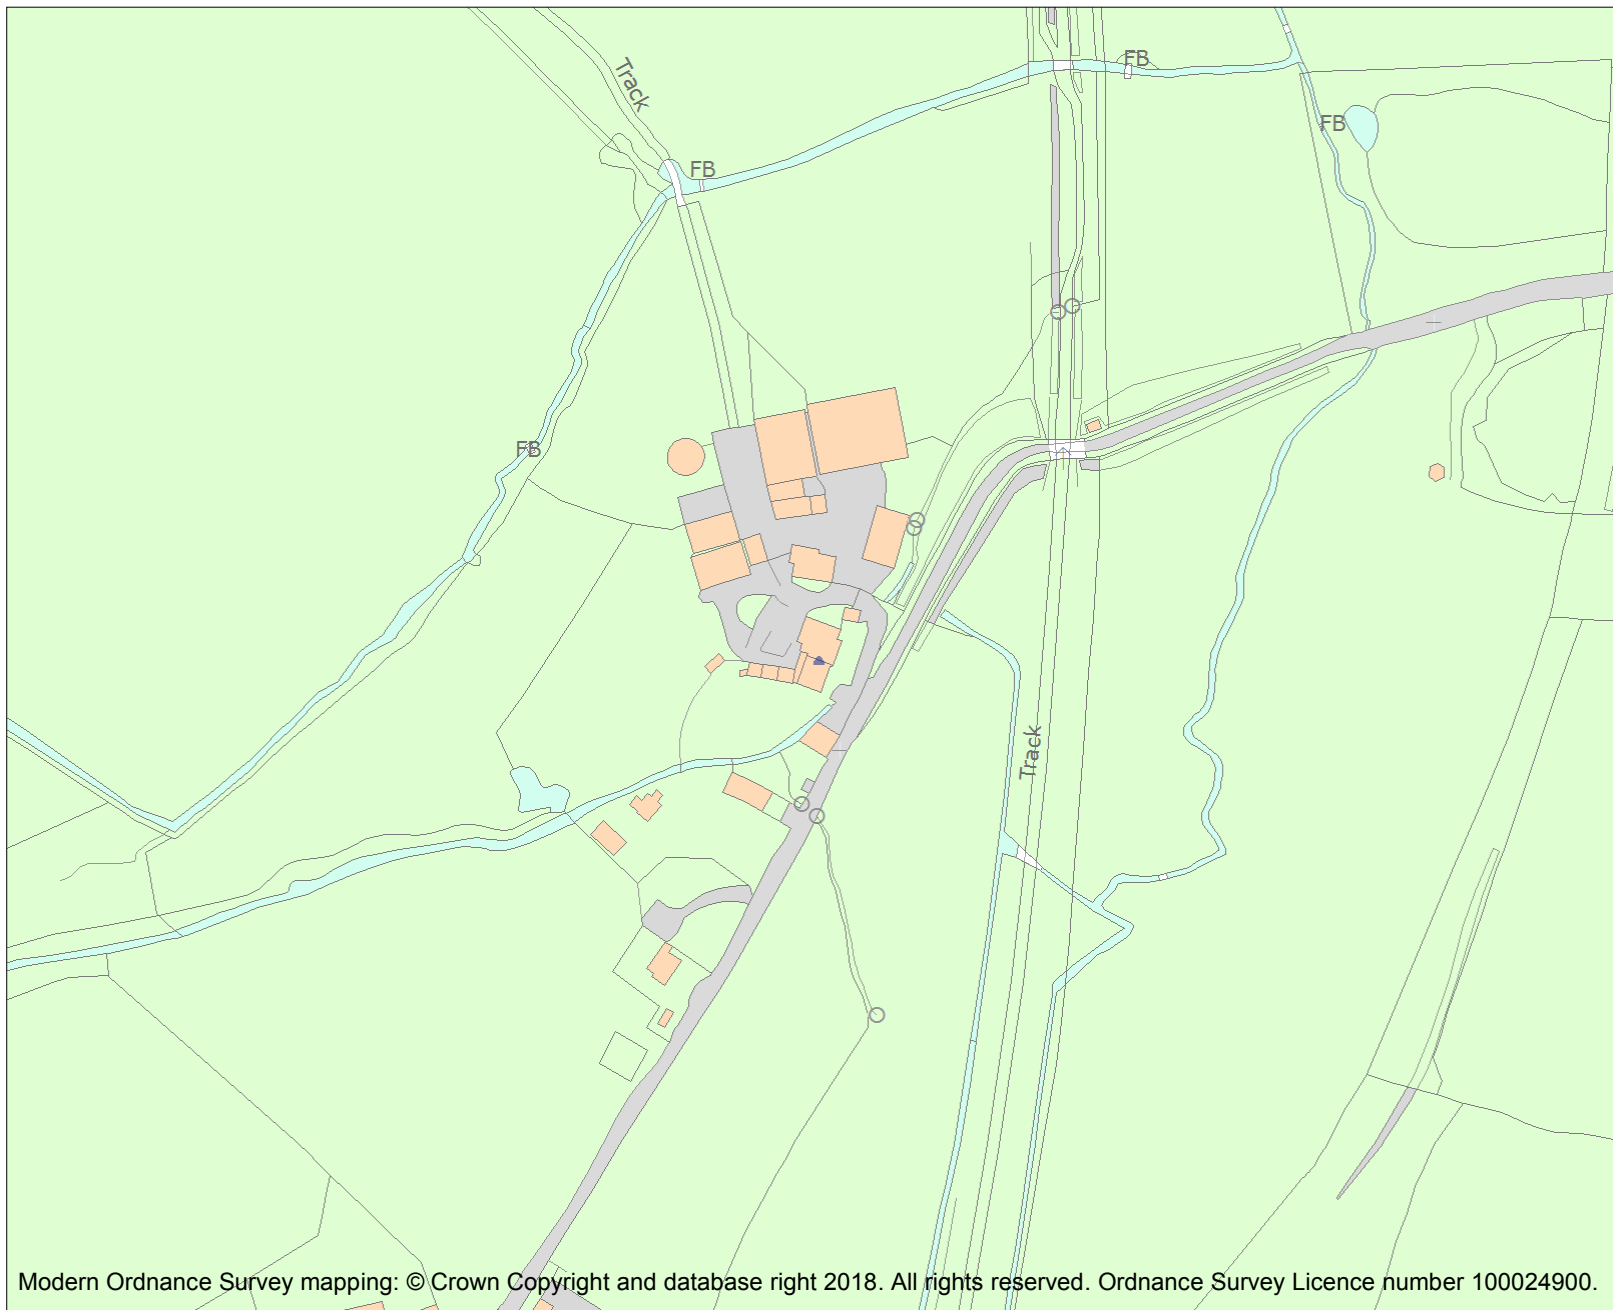 FB
Track
FB
FB
FB
Track
Modern Ordnance Survey mapping: © Crown Copyright and database right 2018. All rights reserved. Ordnance Survey Licence number 100024900.